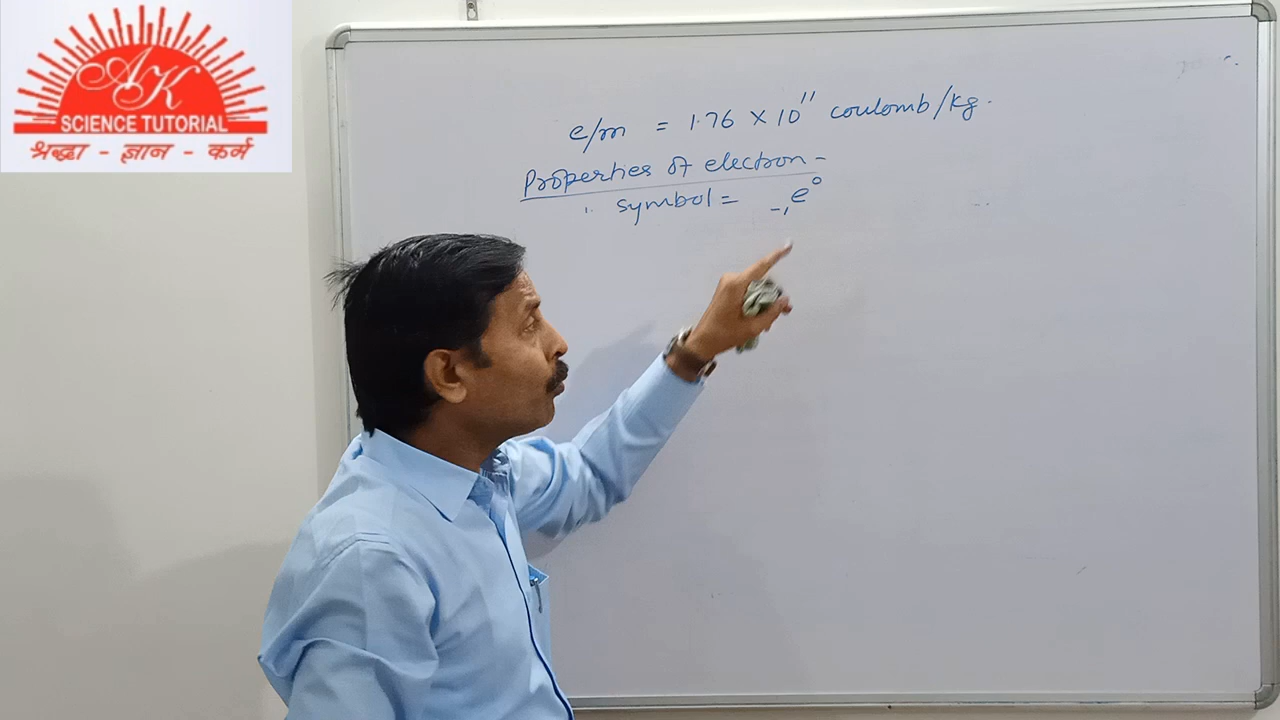 AK
SCIENCE TUTORIAL
श्रद्धा - ज्ञान - कर्म
e/m = 1.76 × 10¹¹ coulomb/kg.
Properties of electron -
symbol = ₋₁e⁰